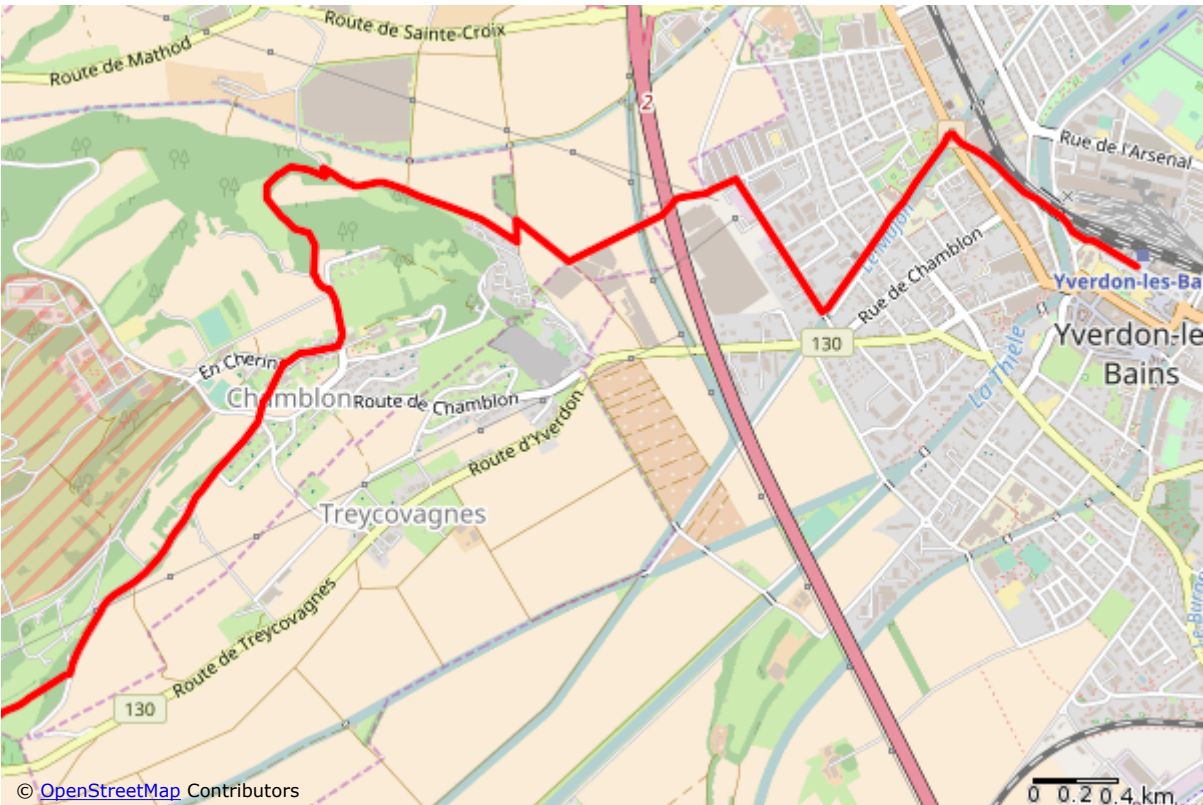 Route de Sainte-Croix
Route de Mathod
2
Rue de l'Arsenal
Le Mujon
Rue de Chamblon
Yverdon-les-Ba
Yverdon-le
Bains
130
La Thièle
En Cherin
Chamblon
Route de Chamblon
Route d'Yverdon
Treycovagnes
Route de Treycovagnes
130
0 0.2 0.4 km
© OpenStreetMap Contributors